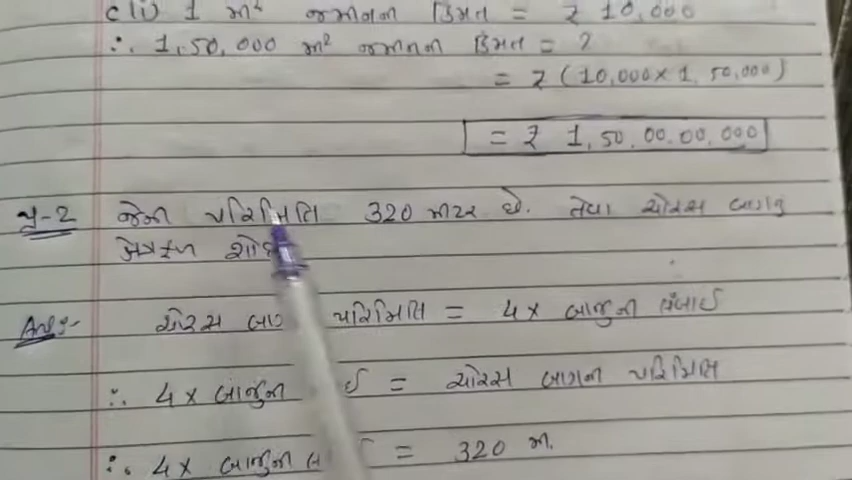 c(ii) 1 મી² જમીનની કિંમત = ₹ 10,000
∴ 1,50,000 મી² જમીનની કિંમત = ?
= ₹ (10,000 × 1,50,000)
= ₹ 1,50,00,00,000
પ્ર-2 જેની પરિમિતિ 320 મીટર છે. તેવા ચોરસ બાગનું
ક્ષેત્રફળ શોધો
Ans:- ચોરસ પરિમિતિ = 4 × બાજુની લંબાઈ
∴ 4 × બાજુની = ચોરસ બાગની પરિમિતિ
∴ 4 × બાજુની = 320 મી.